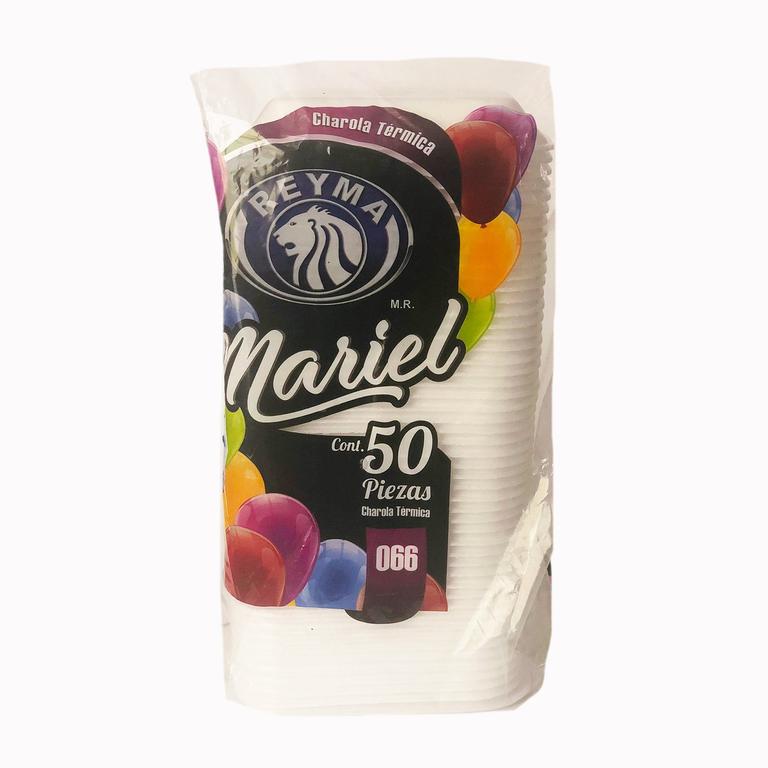 Charola Térmica
REYMA
M.R.
Mariel
Cont. 50
Piezas
Charola Térmica
066